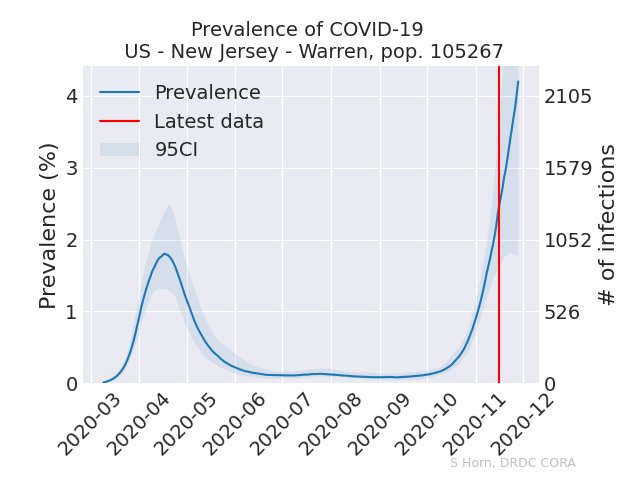 Prevalence of COVID-19
US - New Jersey - Warren, pop. 105267
Prevalence
Latest data
95CI
Prevalence (%)
4
3
2
1
0
2105
1579
1052
526
0
# of infections
2020-03
2020-04
2020-05
2020-06
2020-07
2020-08
2020-09
2020-10
2020-11
2020-12
S Horn, DRDC CORA